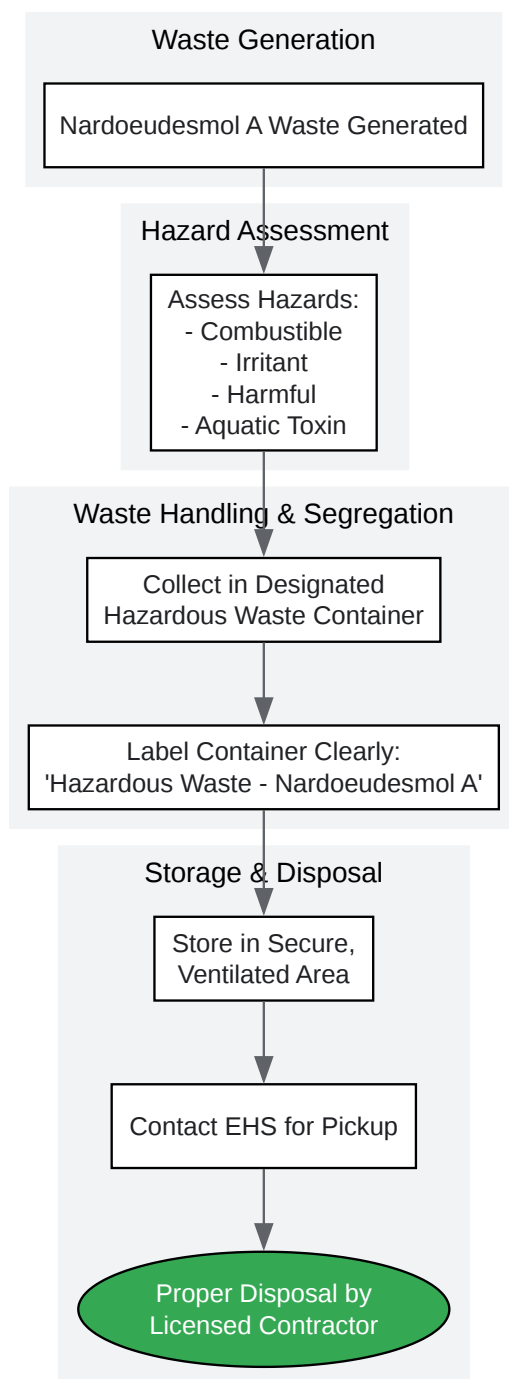 Waste Generation
Nardoeudesmol A Waste Generated
Hazard Assessment
Assess Hazards:
- Combustible
- Irritant
- Harmful
- Aquatic Toxin
Waste Handling & Segregation
Collect in Designated
Hazardous Waste Container
Label Container Clearly:
'Hazardous Waste - Nardoeudesmol A'
Storage & Disposal
Store in Secure,
Ventilated Area
Contact EHS for Pickup
Proper Disposal by
Licensed Contractor